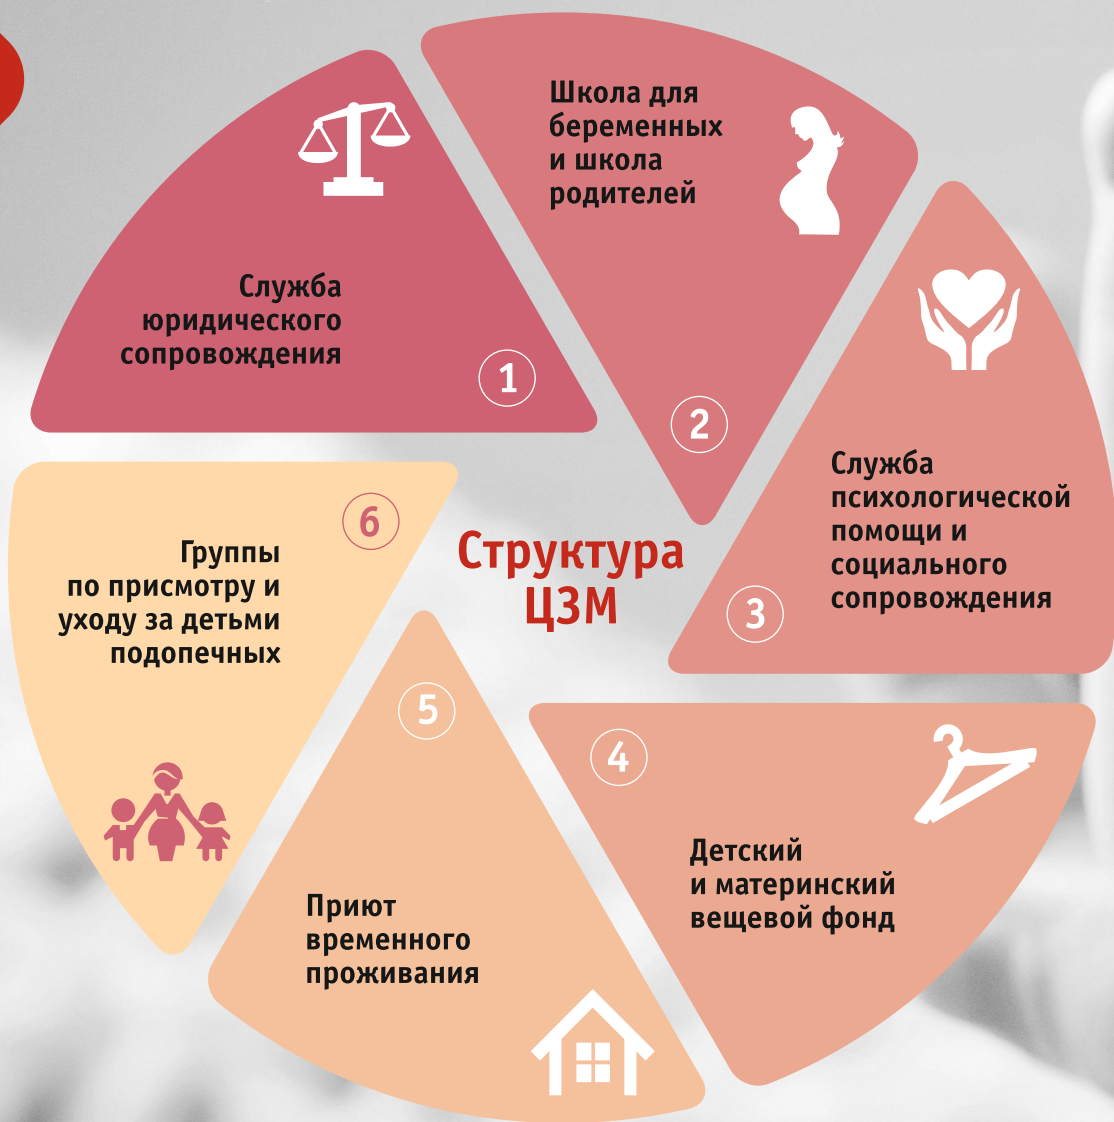 Структура
ЦЗМ
1
Служба
юридического
сопровождения
2
Школа для
беременных
и школа
родителей
3
Служба
психологической
помощи и
социального
сопровождения
4
Детский
и материнский
вещевой фонд
5
Приют
временного
проживания
6
Группы
по присмотру и
уходу за детьми
подопечных